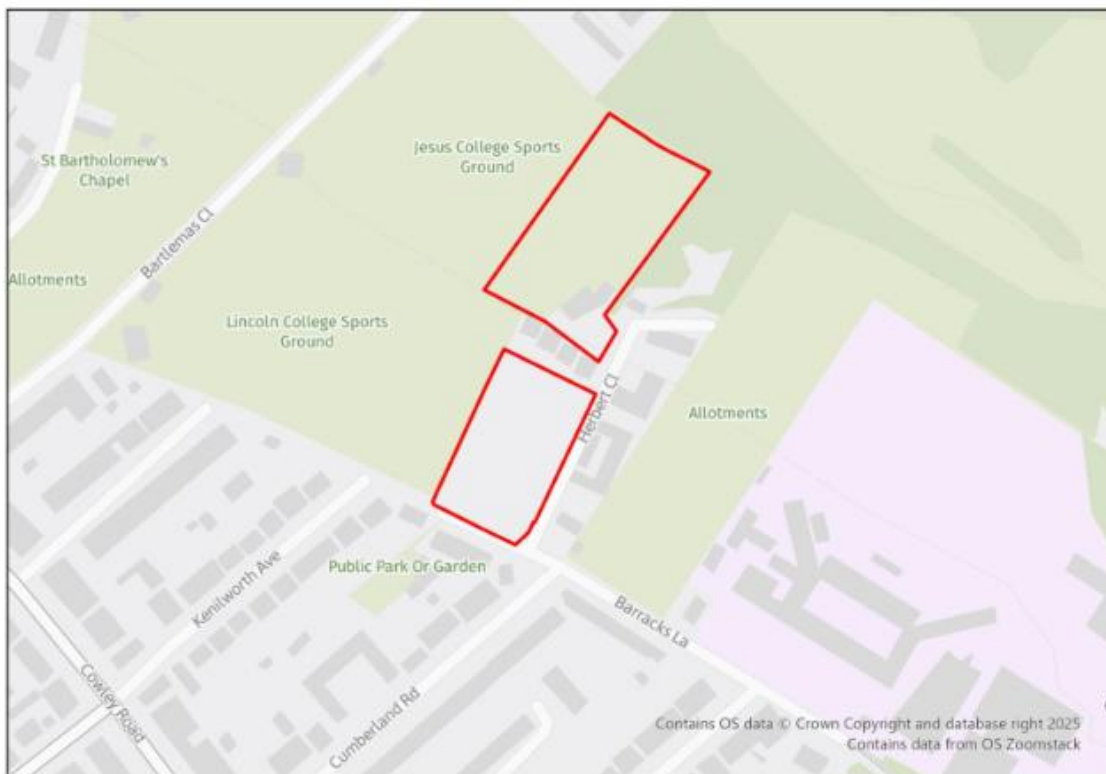 Jesus College Sports
Ground
St Bartholomew's
Chapel
Bartlemas Cl
Allotments
Lincoln College Sports
Ground
Herbert Cl
Allotments
Public Park Or Garden
Kenilworth Ave
Barracks La
Cowley Road
Cumberland Rd
Contains OS data © Crown Copyright and database right 2025
Contains data from OS Zoomstack